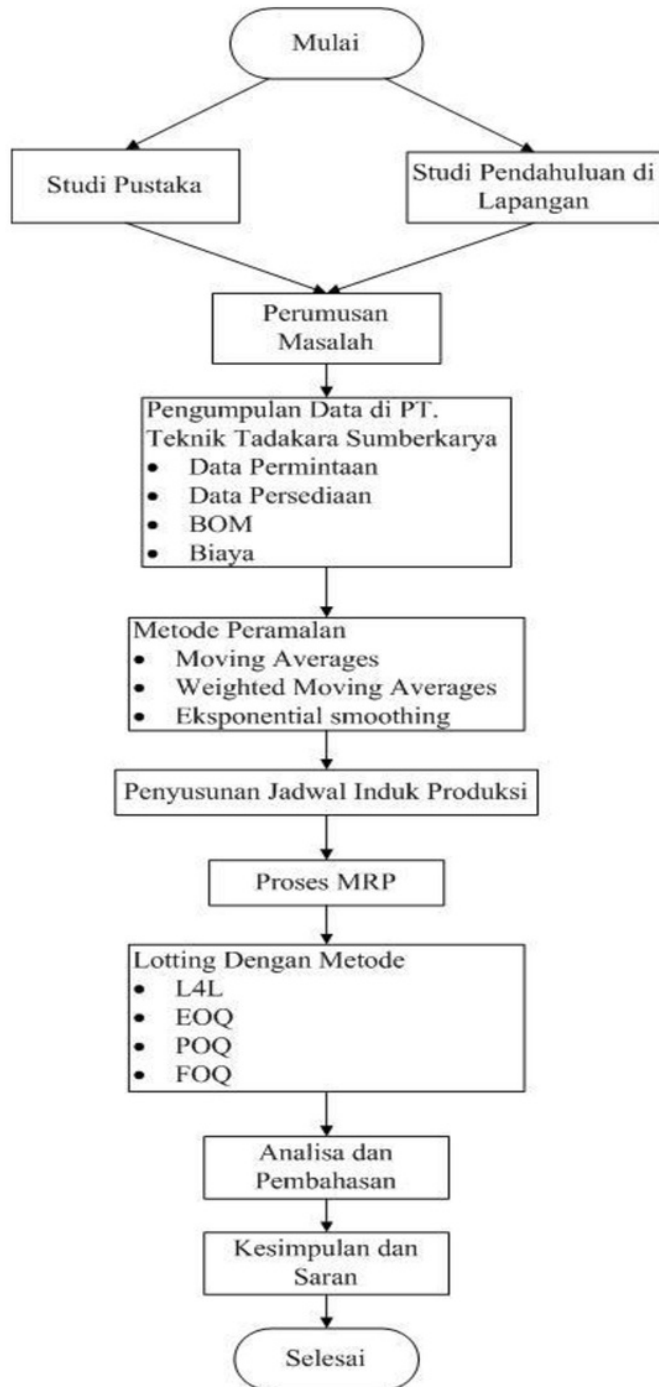 Mulai
Studi Pustaka
Studi Pendahuluan di
Lapangan
Perumusan
Masalah
Pengumpulan Data di PT.
Teknik Tadakara Sumberkarya
• Data Permintaan
• Data Persediaan
• BOM
• Biaya
Metode Peramalan
• Moving Averages
• Weighted Moving Averages
• Eksponential smoothing
Penyusunan Jadwal Induk Produksi
Proses MRP
Lotting Dengan Metode
• L4L
• EOQ
• POQ
• FOQ
Analisa dan
Pembahasan
Kesimpulan dan
Saran
Selesai